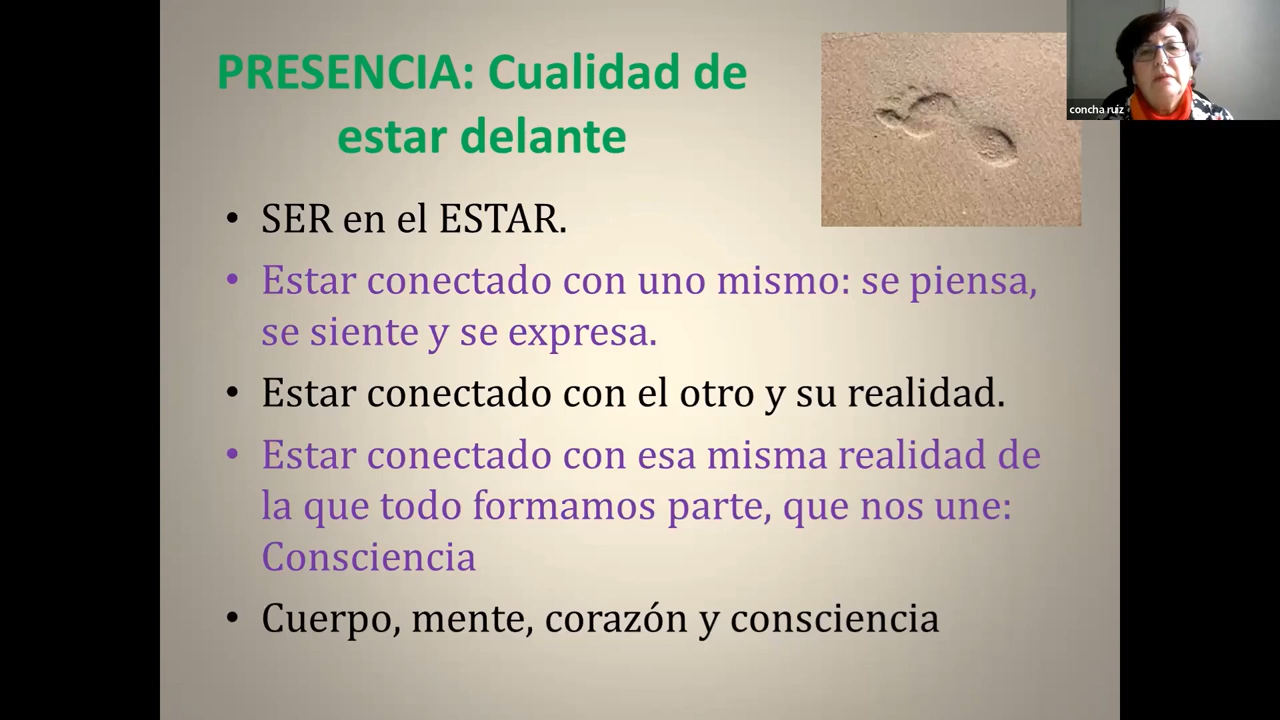 PRESENCIA: Cualidad de
estar delante
concha ruiz
• SER en el ESTAR.
• Estar conectado con uno mismo: se piensa,
se siente y se expresa.
• Estar conectado con el otro y su realidad.
• Estar conectado con esa misma realidad de
la que todo formamos parte, que nos une:
Consciencia
• Cuerpo, mente, corazón y consciencia